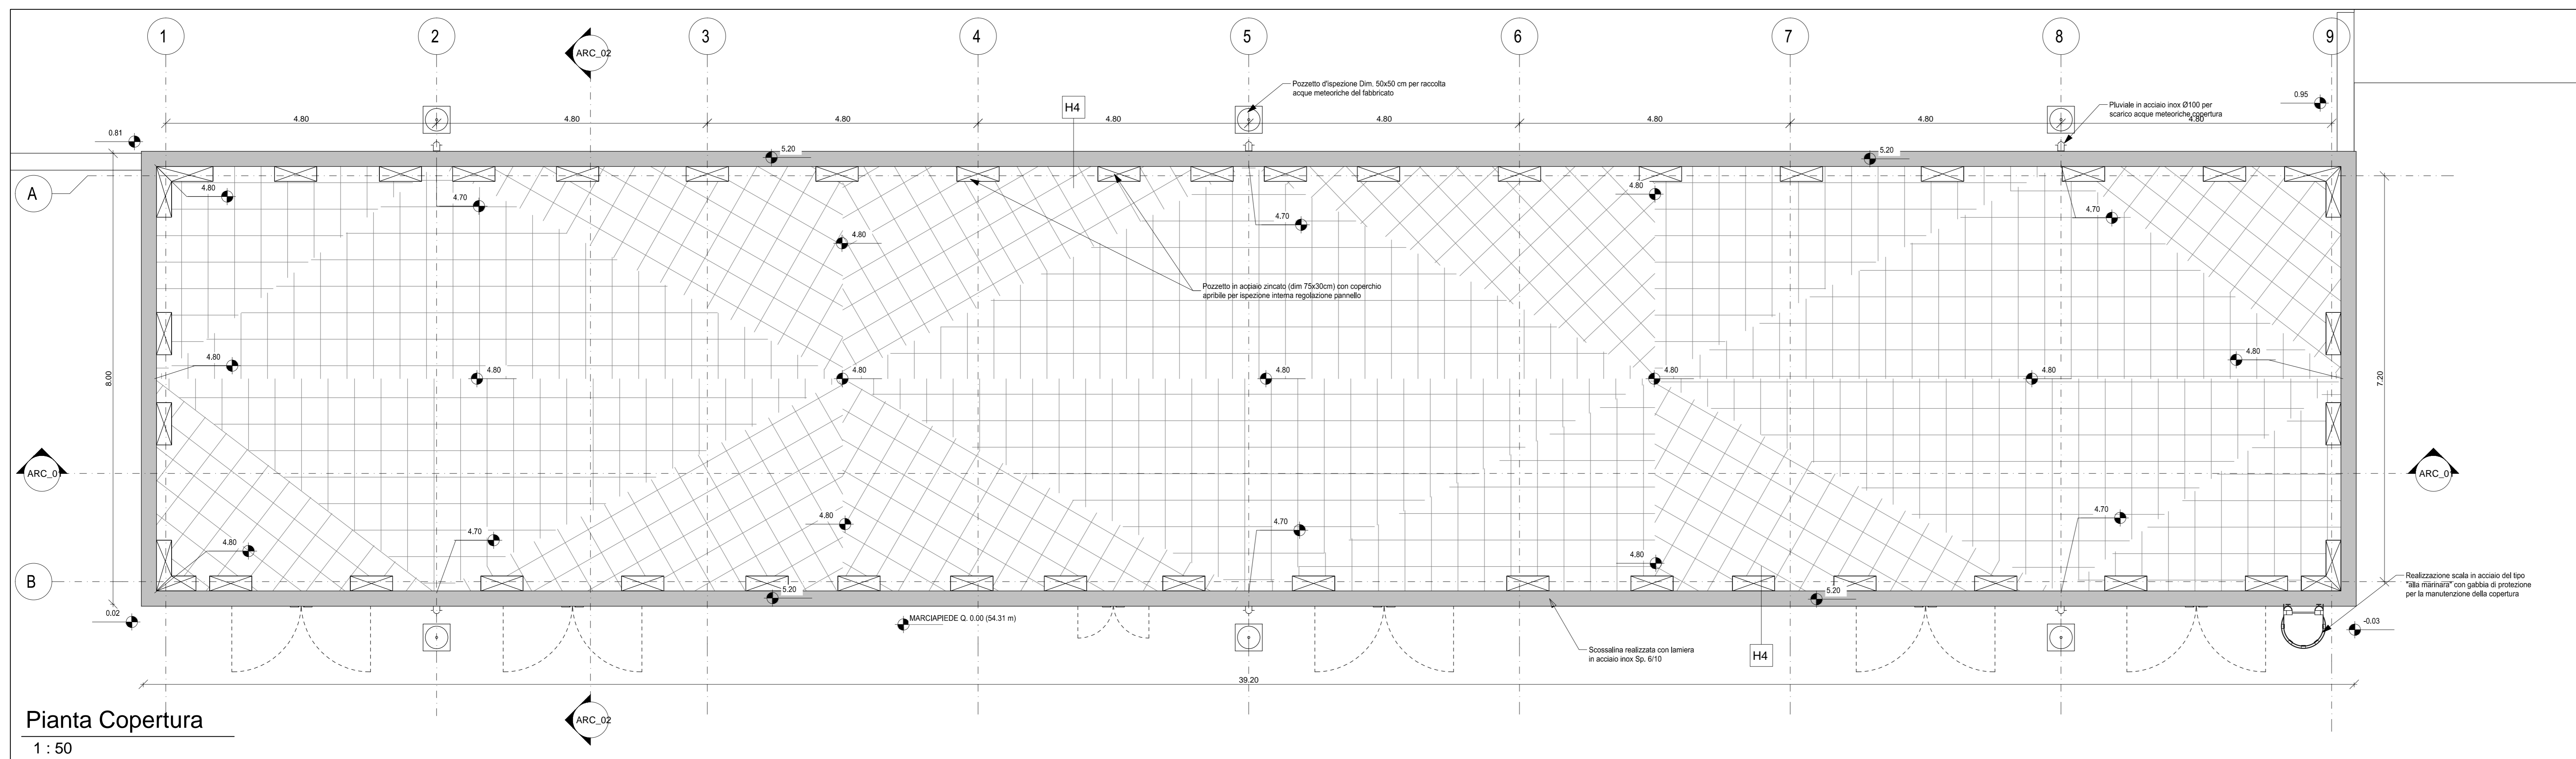 1
2
3
4
5
6
7
8
9
ARC_02
Pozzetto d'ispezione Dim. 50x50 cm per raccolta
acque meteoriche del fabbricato
H4
0.95
Pluviale in acciaio inox Ø100 per
scarico acque meteoriche copertura
4.80
4.80
4.80
4.80
4.80
4.80
4.80
4.80
0.81
5.20
5.20
A
4.80
4.70
4.80
4.70
4.80
4.70
Pozzetto in acciaio zincato (dim 75x30cm) con coperchio
apribile per ispezione interna regolazione pannello
4.80
4.80
4.80
4.80
4.80
4.80
4.80
8.00
7.20
ARC_01
ARC_01
4.80
4.70
4.80
4.70
4.80
4.70
B
5.20
5.20
Realizzazione scala in acciaio del tipo
"alla marinara" con gabbia di protezione
per la manutenzione della copertura
0.02
MARCIAPIEDE Q. 0.00 (54.31 m)
-0.03
Scossalina realizzata con lamiera
in acciaio inox Sp. 6/10
H4
39.20
ARC_02
Pianta Copertura
1 : 50